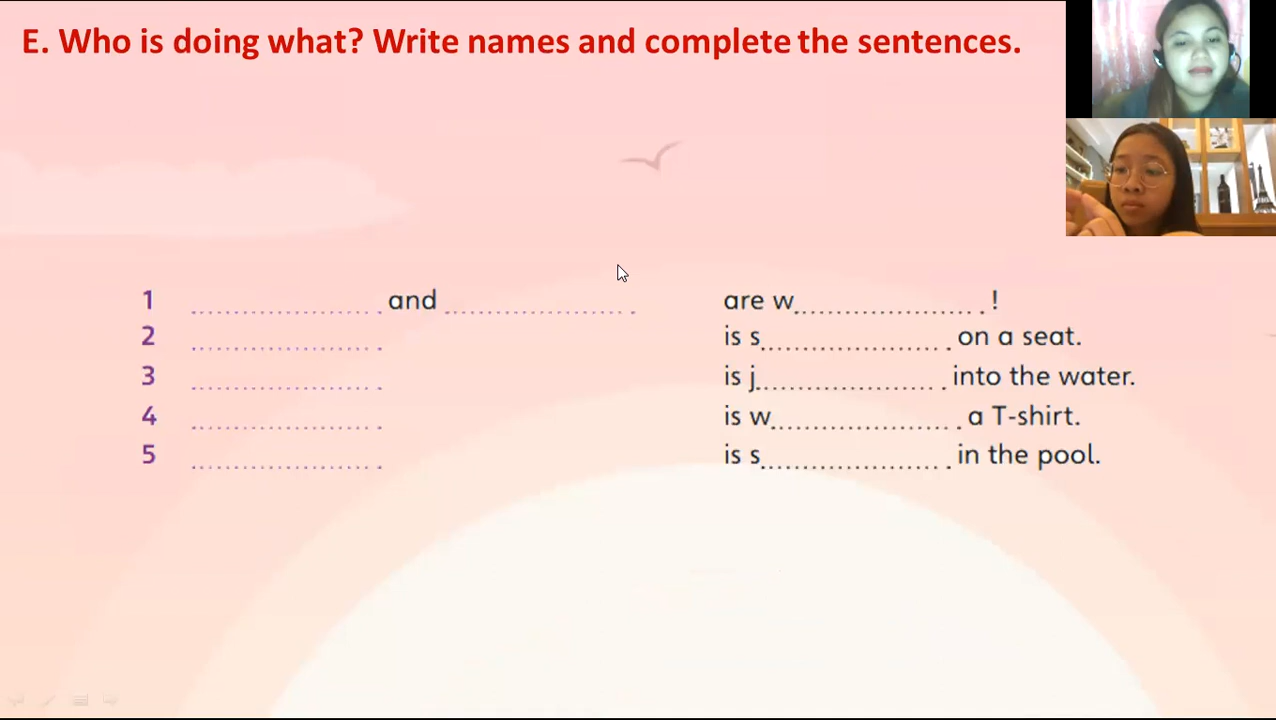 E. Who is doing what? Write names and complete the sentences.
1 .................... and .................... are w....................!
2 .................... is s.................... on a seat.
3 .................... is j.................... into the water.
4 .................... is w.................... a T-shirt.
5 .................... is s.................... in the pool.